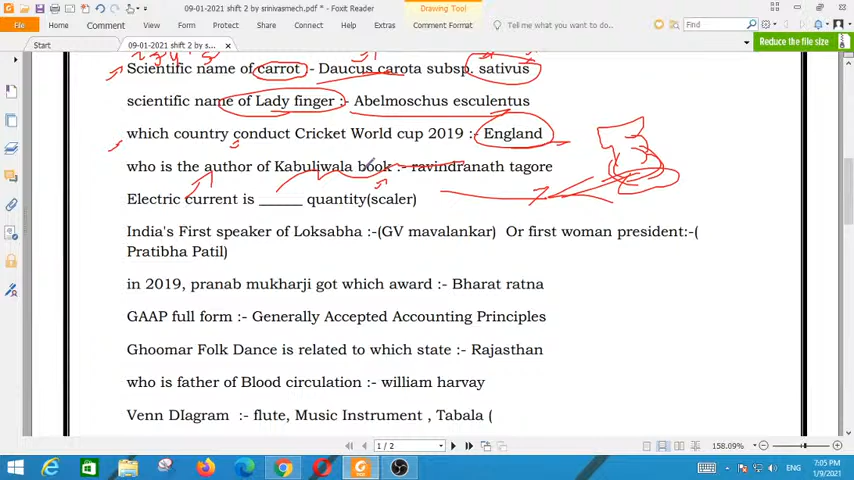 09-01-2021 shift 2 by srinivasmech.pdf * - Foxit Reader
Drawing Tool
File
Home
Comment
View
Form
Protect
Share
Connect
Help
Extras
Comment Format
Tell me what you want to do...
Find
Start
09-01-2021 shift 2 by s...
Reduce the file size
Scientific name of carrot :- Daucus carota subsp. sativus
scientific name of Lady finger :- Abelmoschus esculentus
which country conduct Cricket World cup 2019 :- England
who is the author of Kabuliwala book :- ravindranath tagore
Electric current is ______ quantity(scaler)
India's First speaker of Loksabha :-(GV mavalankar)  Or first woman president:-(
Pratibha Patil)
in 2019, pranab mukharji got which award :- Bharat ratna
GAAP full form :- Generally Accepted Accounting Principles
Ghoomar Folk Dance is related to which state :- Rajasthan
who is father of Blood circulation :- william harvay
Venn DIagram  :- flute, Music Instrument , Tabala (
1 / 2
158.09%
ENG
7:05 PM
1/9/2021